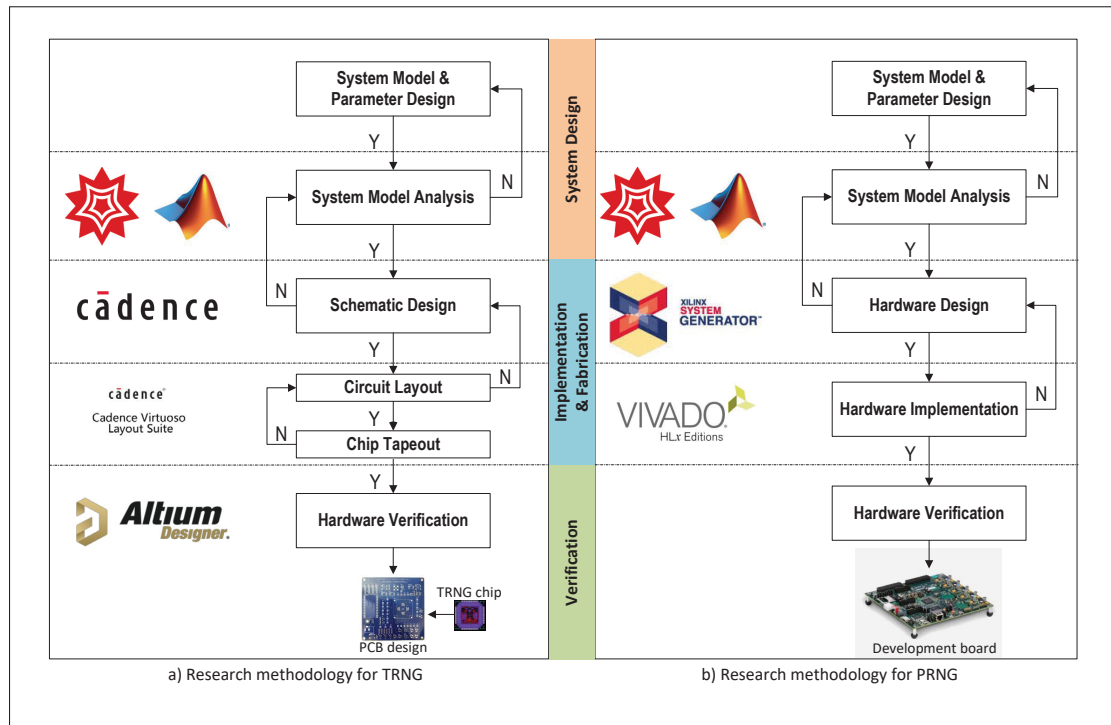 System Model &
Parameter Design
Y
System Model Analysis
N
Y
cādence
N
Schematic Design
Y
cādence®
Cadence Virtuoso
Layout Suite
Circuit Layout
N
Y
N
Chip Tapeout
Y
Altium
Designer.
Hardware Verification
TRNG chip
PCB design
a) Research methodology for TRNG
System Design
Implementation
& Fabrication
Verification
System Model &
Parameter Design
Y
System Model Analysis
N
Y
XILINX
SYSTEM
GENERATOR™
N
Hardware Design
Y
VIVADO
HLx Editions
Hardware Implementation
N
Y
Hardware Verification
Development board
b) Research methodology for PRNG